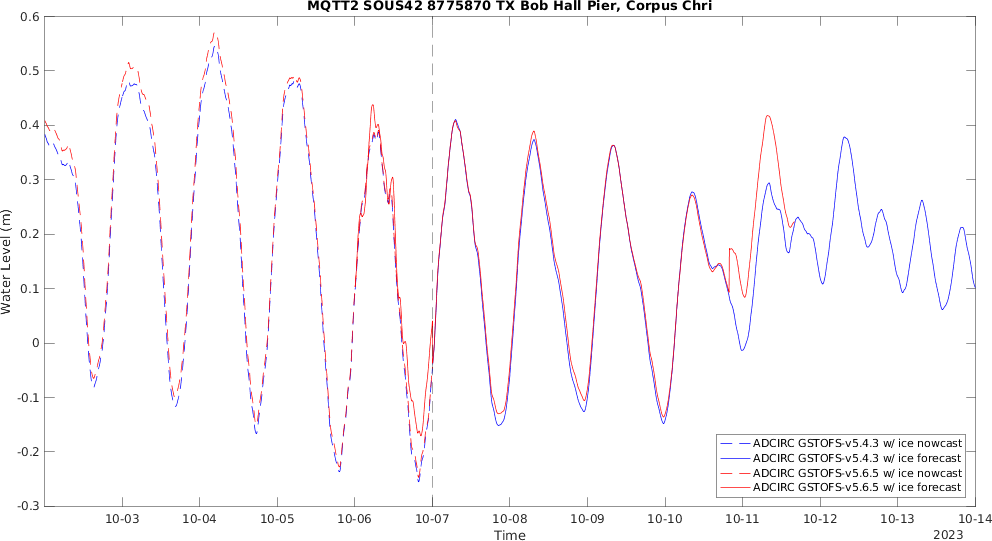 MQTT2 SOUS42 8775870 TX Bob Hall Pier, Corpus Chri
0.6
0.5
0.4
0.3
0.2
0.1
0
-0.1
-0.2
-0.3
Water Level (m)
ADCIRC GSTOFS-v5.4.3 w/ ice nowcast
ADCIRC GSTOFS-v5.4.3 w/ ice forecast
ADCIRC GSTOFS-v5.6.5 w/ ice nowcast
ADCIRC GSTOFS-v5.6.5 w/ ice forecast
10-03 10-04 10-05 10-06 10-07 10-08 10-09 10-10 10-11 10-12 10-13 10-14
Time
2023